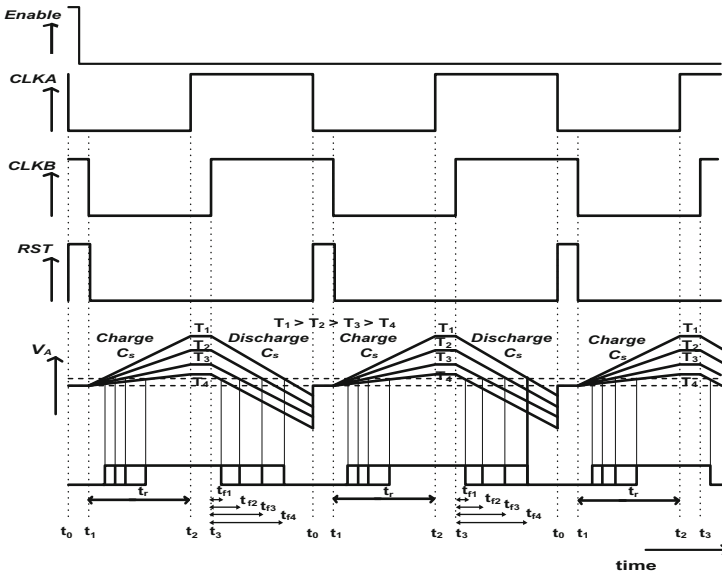 Enable
CLKA
CLKB
RST
T1 > T2 > T3 > T4
Charge Cs
Discharge Cs
Charge Cs
Discharge Cs
Charge Cs
T1
T2
T3
T4
T1
T2
T3
T4
T1
T2
T3
T4
VA
tr
tf1
tf2
tf3
tf4
tr
tf1
tf2
tf3
tf4
tr
t0 t1 t2 t3 t0 t1 t2 t3 t0 t1 t2 t3
time